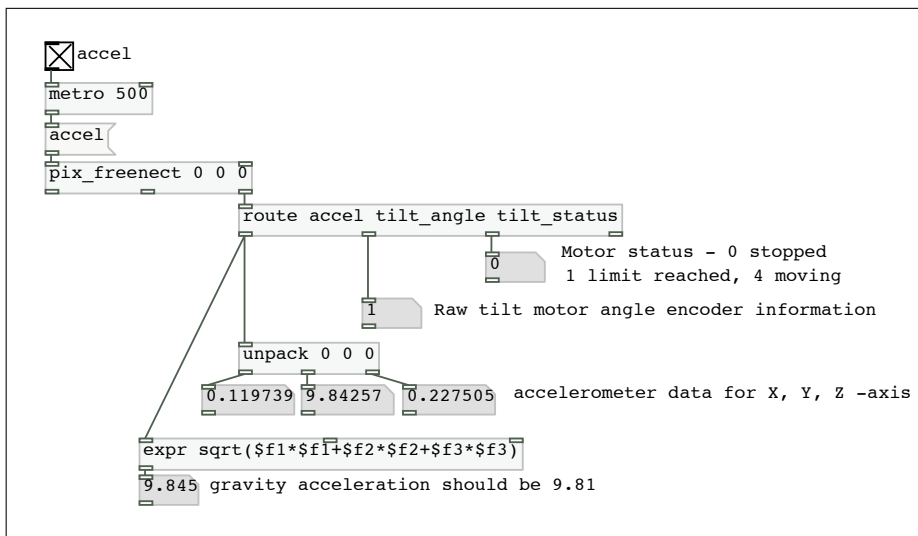 accel
metro 500
accel
pix_freenect 0 0 0
route accel tilt_angle tilt_status
0
Motor status - 0 stopped
1 limit reached, 4 moving
1
Raw tilt motor angle encoder information
unpack 0 0 0
0.119739 9.84257 0.227505 accelerometer data for X, Y, Z -axis
expr sqrt($f1*$f1+$f2*$f2+$f3*$f3)
9.845 gravity acceleration should be 9.81